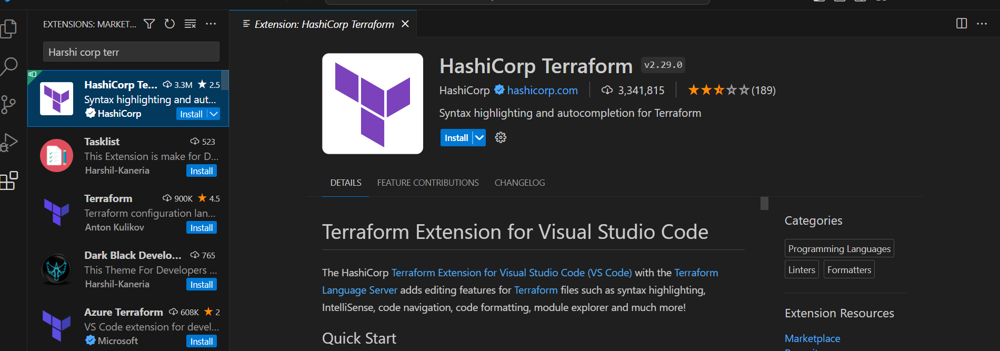 EXTENSIONS: MARKET...
Harshi corp terr
HashiCorp Te... 3.3M 2.5
Syntax highlighting and aut...
HashiCorp Install
Tasklist 523
This Extension is make for D...
Harshil-Kaneria Install
Terraform 900K 4.5
Terraform configuration lan...
Anton Kulikov Install
Dark Black Develo... 765
This Theme For Developers ...
Harshil-Kaneria Install
Azure Terraform 608K 2
VS Code extension for devel...
Microsoft Install
Extension: HashiCorp Terraform
HashiCorp Terraform v2.29.0
HashiCorp hashicorp.com 3,341,815 (189)
Syntax highlighting and autocompletion for Terraform
Install
DETAILS FEATURE CONTRIBUTIONS CHANGELOG
Terraform Extension for Visual Studio Code
The HashiCorp Terraform Extension for Visual Studio Code (VS Code) with the Terraform
Language Server adds editing features for Terraform files such as syntax highlighting,
IntelliSense, code navigation, code formatting, module explorer and much more!
Quick Start
Categories
Programming Languages
Linters Formatters
Extension Resources
Marketplace